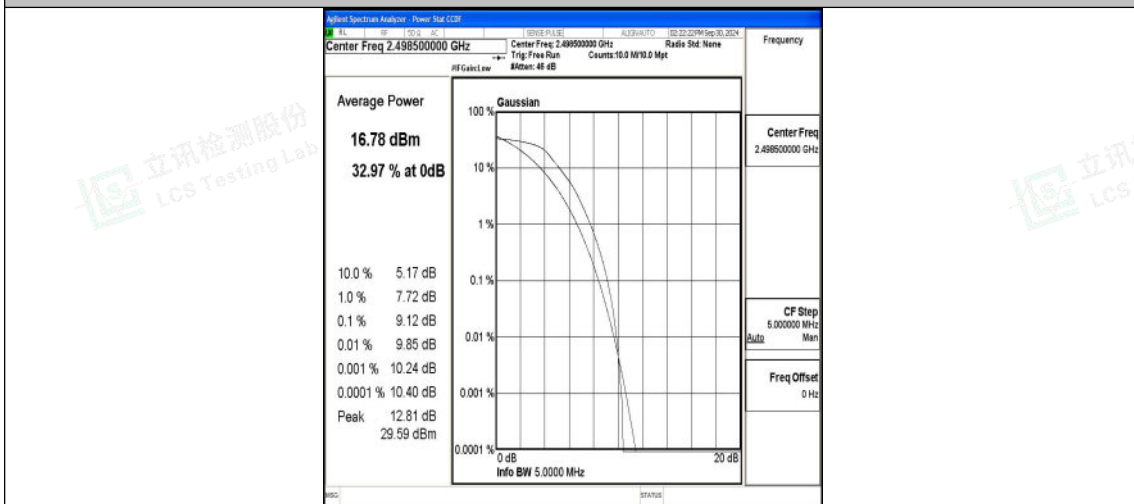 Agilent Spectrum Analyzer - Power Stat CCDF
RL RF 50 Ω AC SENSE:PULSE ALIGNAUTO 02:22:22PM Sep 30, 2024
Center Freq 2.498500000 GHz
Center Freq: 2.498500000 GHz
Radio Std: None
Trig: Free Run
Counts:10.0 M/10.0 Mpt
#IFGain:Low
#Atten: 46 dB
Frequency
Center Freq
2.498500000 GHz
CF Step
5.000000 MHz
Auto Man
Freq Offset
0 Hz
Average Power
16.78 dBm
32.97 % at 0dB
10.0 % 5.17 dB
1.0 % 7.72 dB
0.1 % 9.12 dB
0.01 % 9.85 dB
0.001 % 10.24 dB
0.0001 % 10.40 dB
Peak 12.81 dB
29.59 dBm
Gaussian
100 %
10 %
1 %
0.1 %
0.01 %
0.001 %
0.0001 %
0 dB
20 dB
Info BW 5.0000 MHz
MSG
STATUS
立讯检测股份
LCS Testing Lab
立讯
LCS